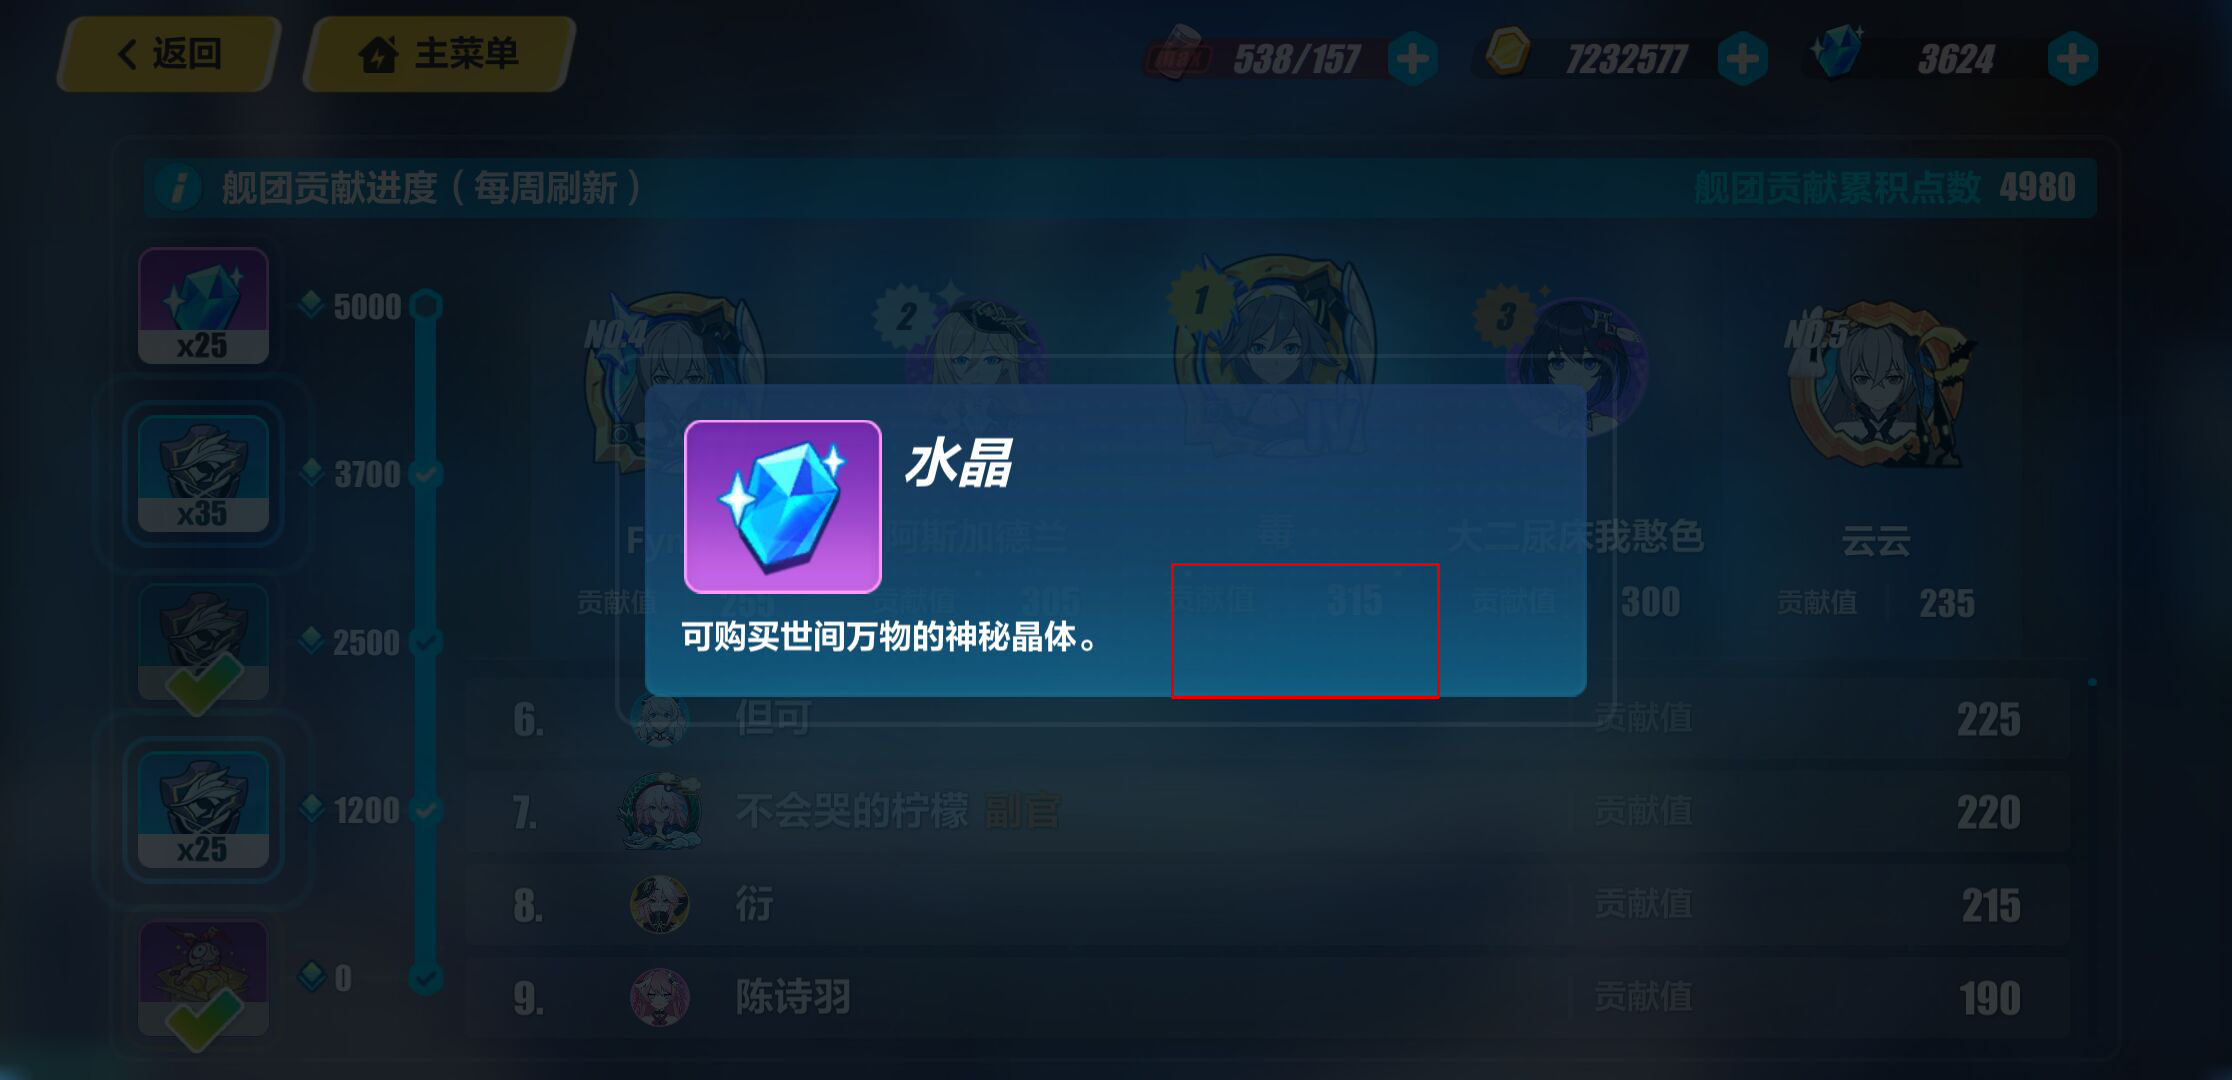 返回
主菜单
max
538/157
7232577
3624
舰团贡献进度（每周刷新）
舰团贡献累积点数 4980
x25
5000
x35
3700
2500
x25
1200
0
NO.4
2
1
3
NO.5
水晶
可购买世间万物的神秘晶体。
Fyn
阿斯加德兰
毒
大二尿床我憨色
云云
贡献值 255
贡献值 305
贡献值 315
贡献值 300
贡献值 235
6. 但可 贡献值 225
7. 不会哭的柠檬 副官 贡献值 220
8. 衍 贡献值 215
9. 陈诗羽 贡献值 190